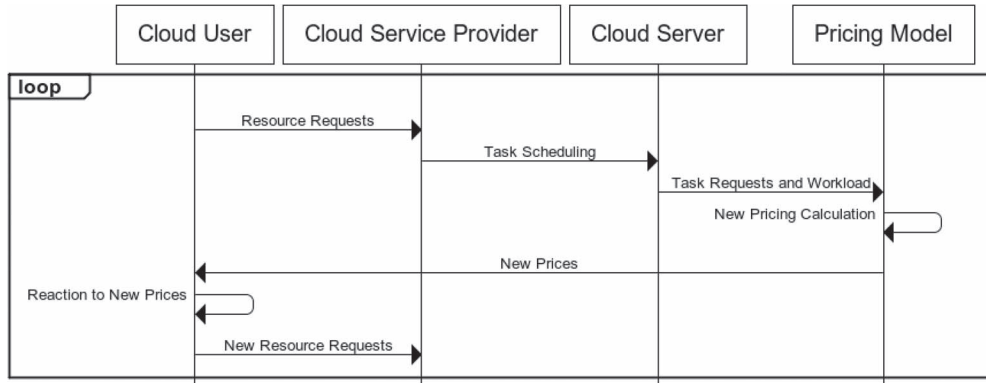 Cloud User
Cloud Service Provider
Cloud Server
Pricing Model
loop
Resource Requests
Task Scheduling
Task Requests and Workload
New Pricing Calculation
New Prices
Reaction to New Prices
New Resource Requests